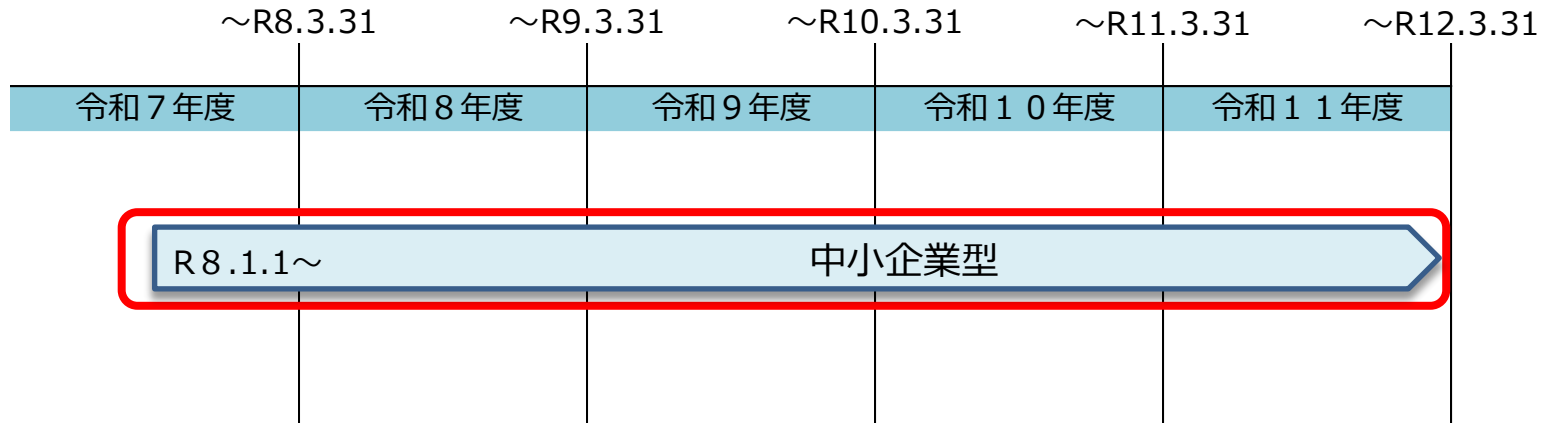 ～R8.3.31 ～R9.3.31 ～R10.3.31 ～R11.3.31 ～R12.3.31
令和７年度 令和８年度 令和９年度 令和１０年度 令和１１年度
R８.1.1～ 中小企業型